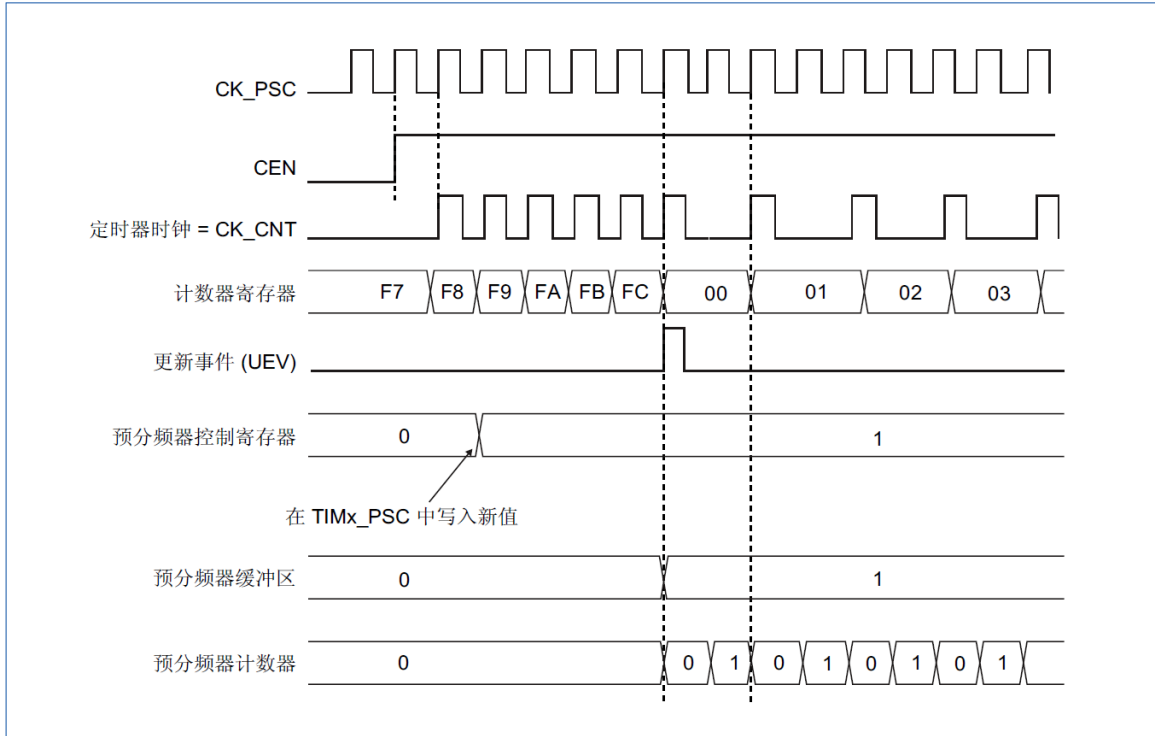 CK_PSC
CEN
定时器时钟 = CK_CNT
计数器寄存器 F7 F8 F9 FA FB FC 00 01 02 03
更新事件 (UEV)
预分频器控制寄存器 0 1
在 TIMx_PSC 中写入新值
预分频器缓冲区 0 1
预分频器计数器 0 0 1 0 1 0 1 0 1